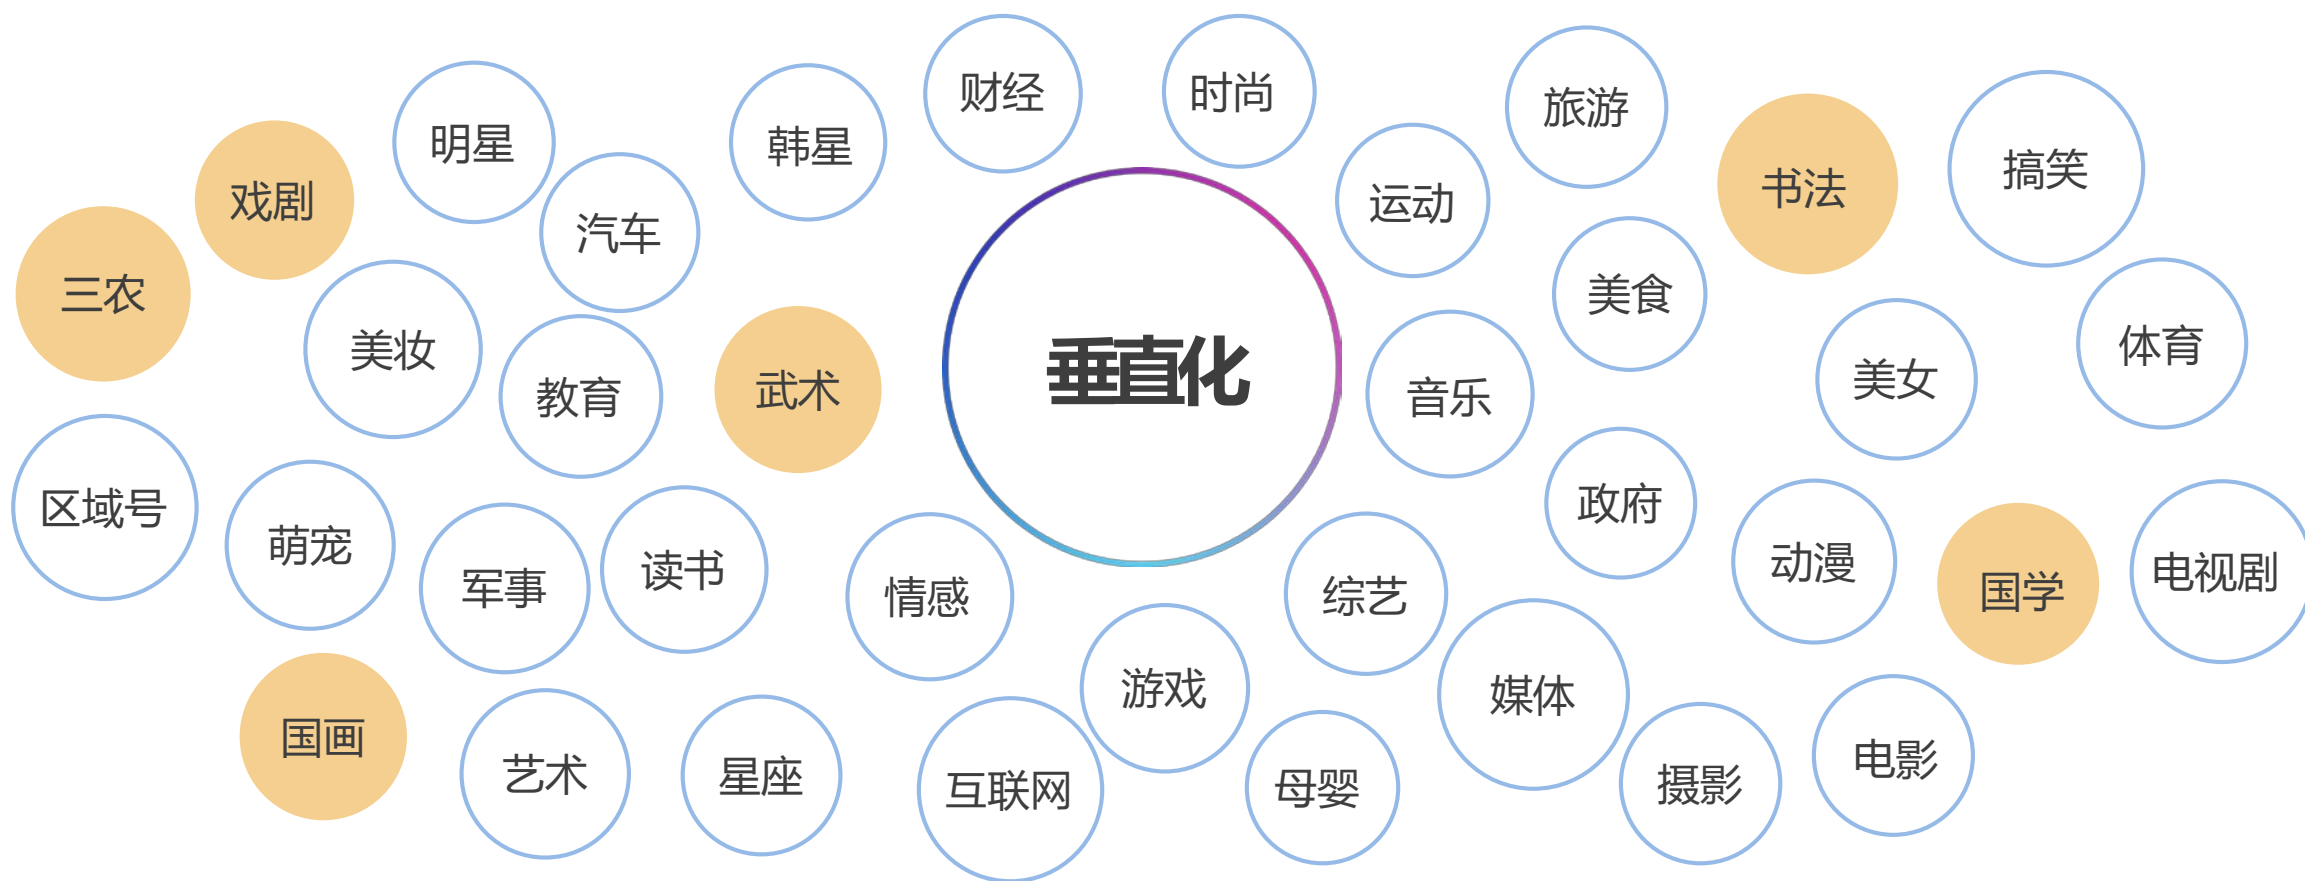 财经
时尚
旅游
明星
韩星
书法
搞笑
戏剧
汽车
运动
三农
美妆
美食
体育
教育
武术
垂直化
音乐
美女
区域号
萌宠
政府
军事
读书
情感
综艺
动漫
国学
电视剧
国画
艺术
星座
互联网
游戏
母婴
媒体
摄影
电影